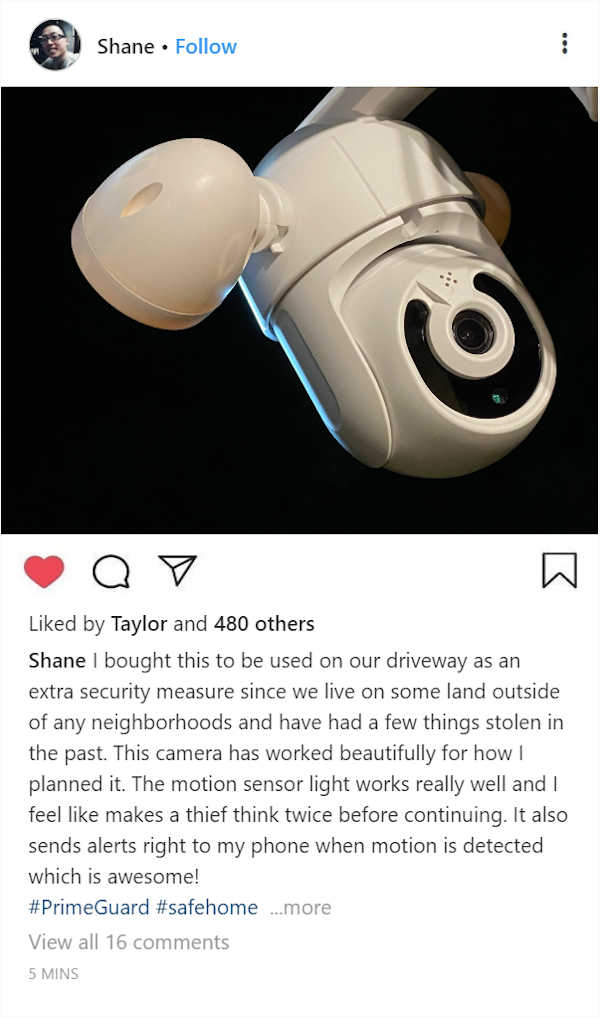 Shane • Follow
Liked by Taylor and 480 others
Shane I bought this to be used on our driveway as an
extra security measure since we live on some land outside
of any neighborhoods and have had a few things stolen in
the past. This camera has worked beautifully for how I
planned it. The motion sensor light works really well and I
feel like makes a thief think twice before continuing. It also
sends alerts right to my phone when motion is detected
which is awesome!
#PrimeGuard #safehome ...more
View all 16 comments
5 MINS